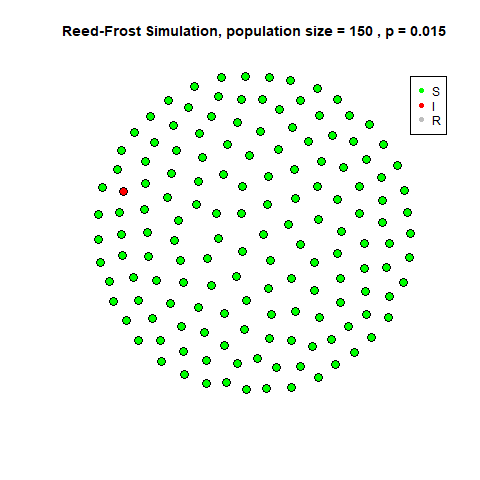 Reed-Frost Simulation, population size = 150 , p = 0.015
S
I
R